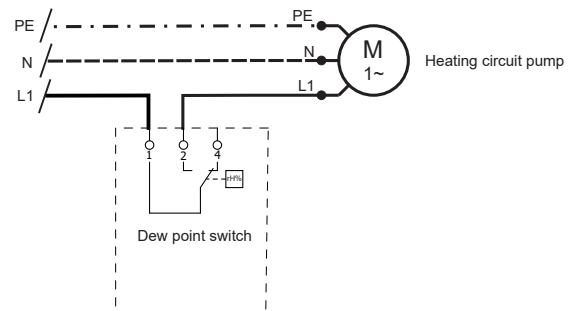 PE PE
N N M 1~ Heating circuit pump
L1 L1
1 2 4
rH%
Dew point switch